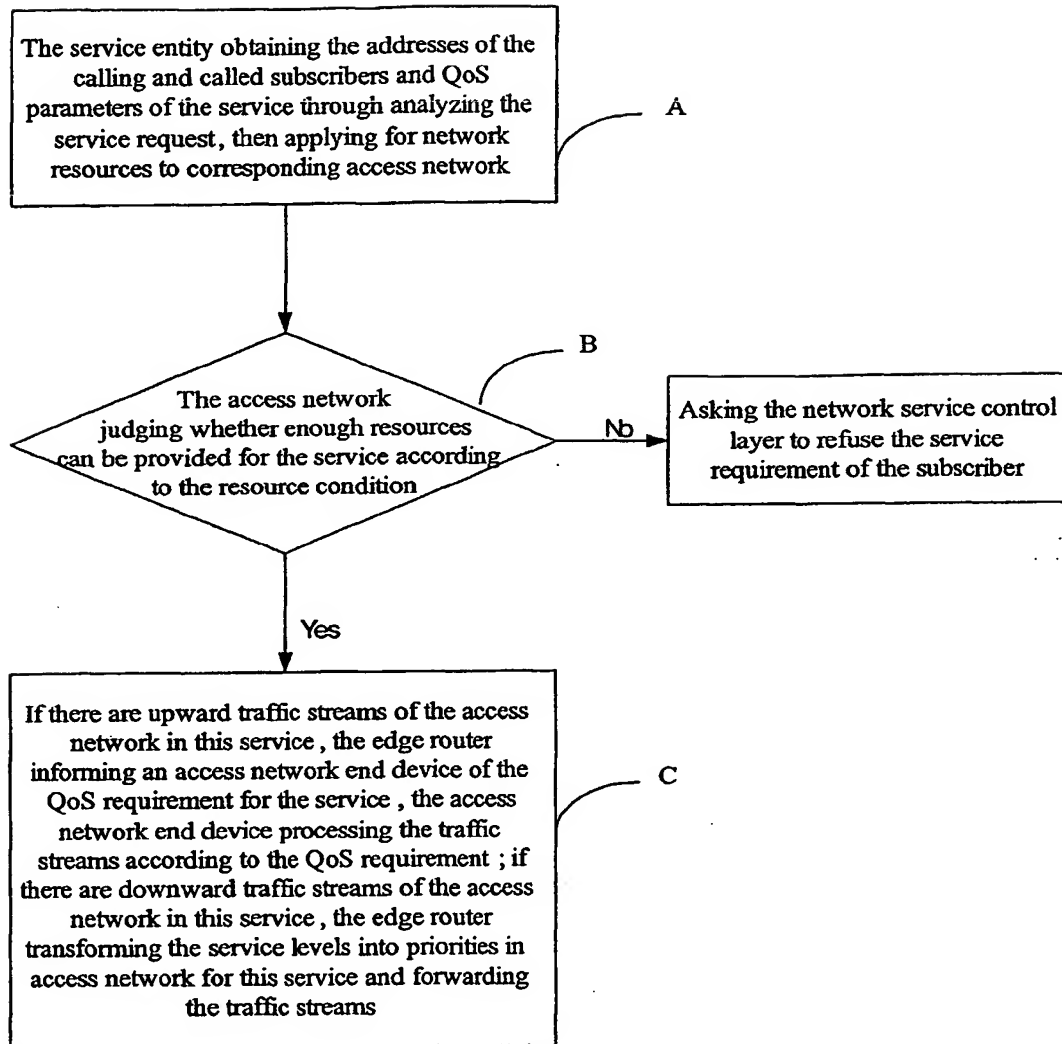 The service entity obtaining the addresses of the
calling and called subscribers and QoS
parameters of the service through analyzing the
service request, then applying for network
resources to corresponding access network
A
B
The access network
judging whether enough resources
can be provided for the service according
to the resource condition
No
Asking the network service control
layer to refuse the service
requirement of the subscriber
Yes
If there are upward traffic streams of the access
network in this service, the edge router
informing an access network end device of the
QoS requirement for the service, the access
network end device processing the traffic
streams according to the QoS requirement; if
there are downward traffic streams of the access
network in this service, the edge router
transforming the service levels into priorities in
access network for this service and forwarding
the traffic streams
C